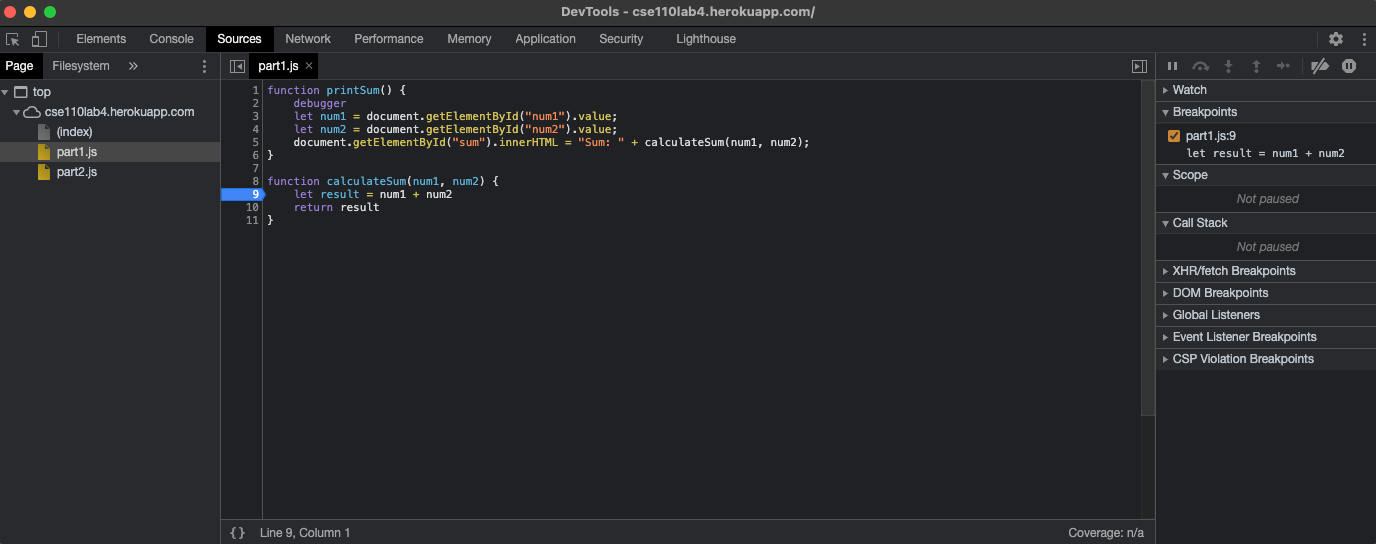 DevTools - cse110lab4.herokuapp.com/
Elements Console Sources Network Performance Memory Application Security Lighthouse
Page Filesystem »
top
cse110lab4.herokuapp.com
(index)
part1.js
part2.js
part1.js ×
1 function printSum() {
2 debugger
3 let num1 = document.getElementById("num1").value;
4 let num2 = document.getElementById("num2").value;
5 document.getElementById("sum").innerHTML = "Sum: " + calculateSum(num1, num2);
6 }
7
8 function calculateSum(num1, num2) {
9 let result = num1 + num2
10 return result
11 }
{} Line 9, Column 1
Coverage: n/a
Watch
Breakpoints
part1.js:9
let result = num1 + num2
Scope
Not paused
Call Stack
Not paused
XHR/fetch Breakpoints
DOM Breakpoints
Global Listeners
Event Listener Breakpoints
CSP Violation Breakpoints